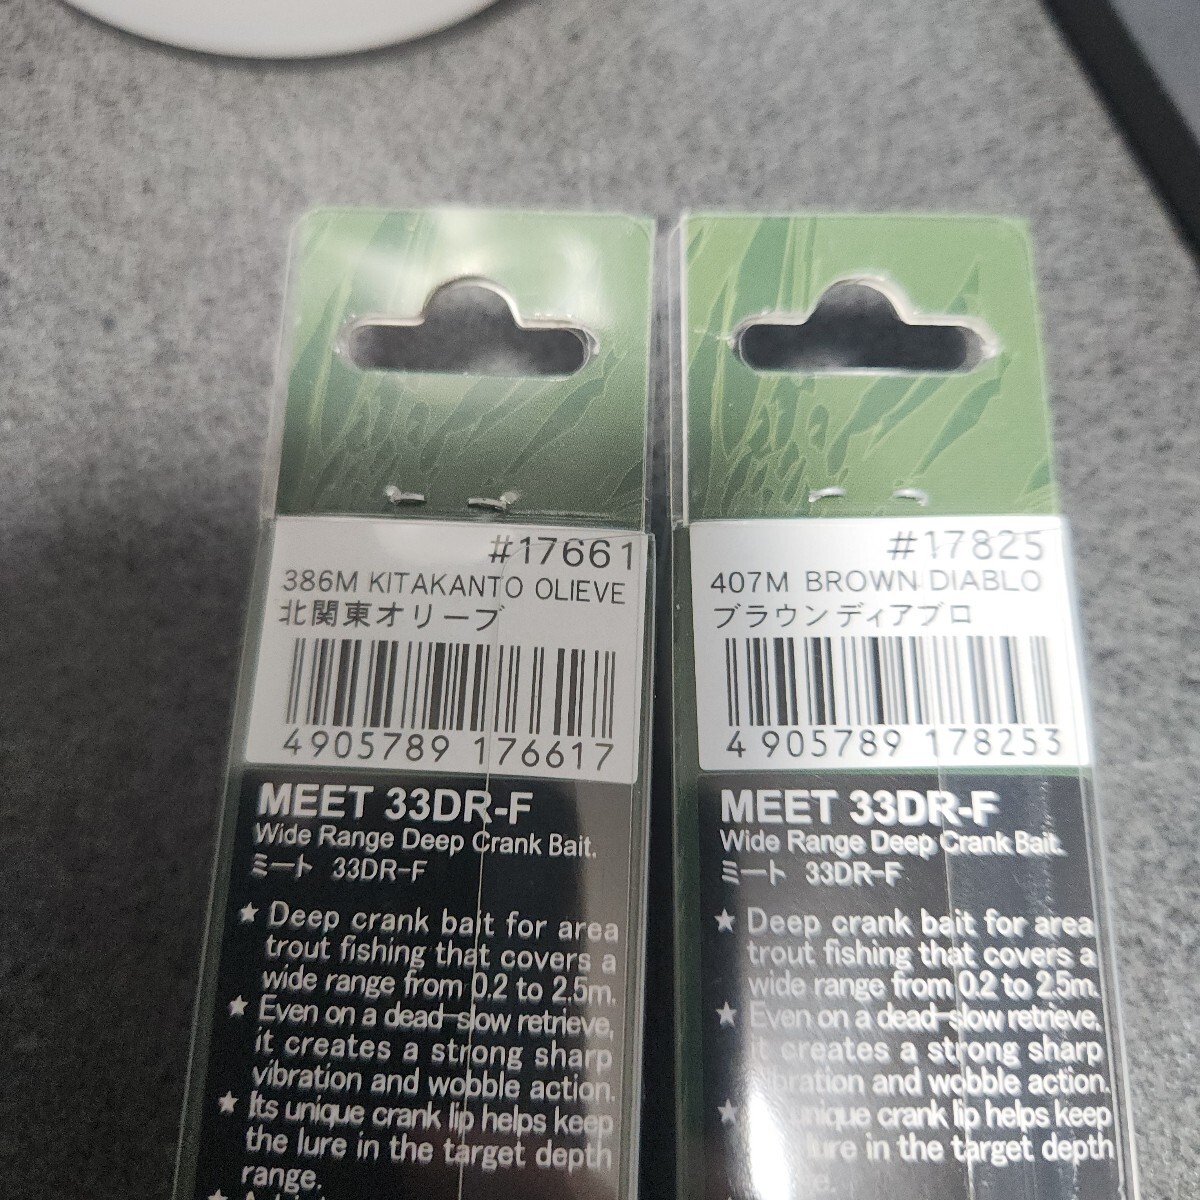 #17661
386M KITAKANTO OLIEVE
北関東オリーブ
4905789 176617
MEET 33DR-F
Wide Range Deep Crank Bait.
ミート 33DR-F
★ Deep crank bait for area
trout fishing that covers a
wide range from 0.2 to 2.5m.
★ Even on a dead-slow retrieve,
it creates a strong sharp
vibration and wobble action.
★ Its unique crank lip helps keep
the lure in the target depth
range.
#17825
407M BROWN DIABLO
ブラウンディアブロ
4 905789 178253
MEET 33DR-F
Wide Range Deep Crank Bait.
ミート 33DR-F
★ Deep crank bait for area
trout fishing that covers a
wide range from 0.2 to 2.5m.
★ Even on a dead-slow retrieve,
it creates a strong sharp
vibration and wobble action.
★ unique crank lip helps keep
lure in the target depth